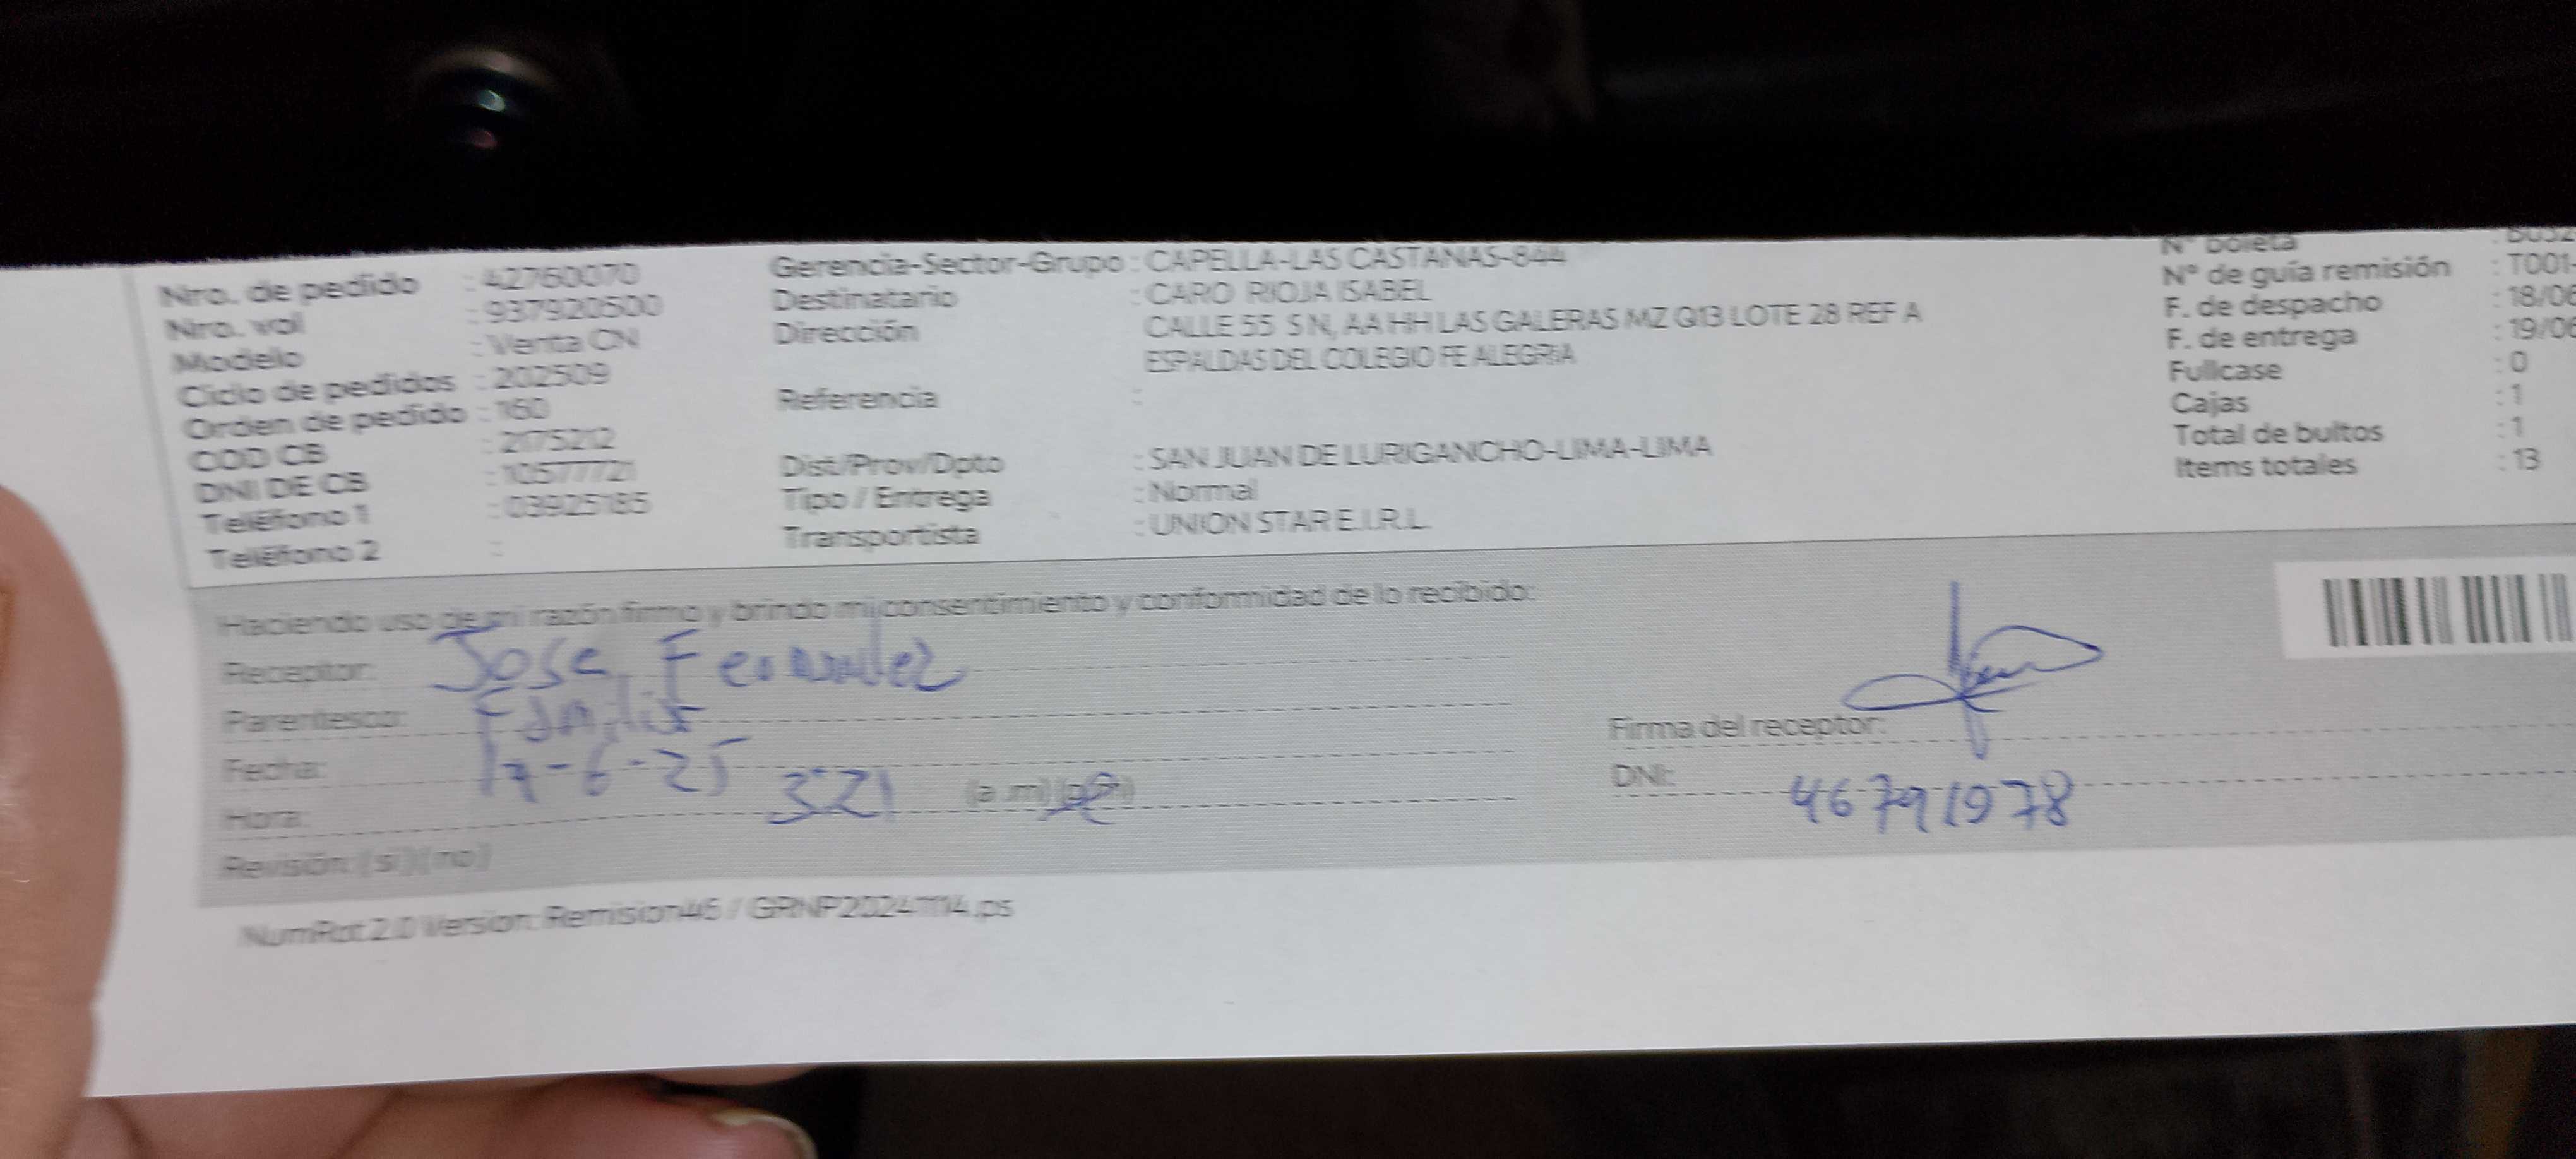 Nro. de pedido : 42760070
Nro. val : 937920500
Modelo : Venta CN
Ciclo de pedidos : 202509
Orden de pedido : 160
COD CB : 2175212
DNI DE CB : 10577721
Teléfono 1 : 03925185
Teléfono 2 :
Gerencia-Sector-Grupo : CAPELLA-LAS CASTANAS-844
Destinatario : CARO RIOJA ISABEL
Dirección CALLE 55 S N, AA HH LAS GALERAS MZ Q13 LOTE 28 REF A
ESPALDAS DEL COLEGIO FE ALEGRIA
Referencia :
Dist/Prov/Dpto : SAN JUAN DE LURIGANCHO-LIMA-LIMA
Tipo / Entrega : Normal
Transportista : UNION STAR E.I.R.L.
N° boleta
N° de guía remisión : T001-
F. de despacho : 18/06
F. de entrega : 19/06
Fullcase : 0
Cajas : 1
Total de bultos : 1
Items totales : 13
Haciendo uso de mi razón firmo y brindo mi consentimiento y conformidad de lo recibido:
Receptor: Jose Fernandez
Parentesco: Familia
Fecha: 19-6-25
Hora: 3:21 (a.m)
Revisión: (si) (no)
Firma del receptor:
DNI: 46791978
NumRot 2.0 Version: Remision46 / GRNP20241114.ps